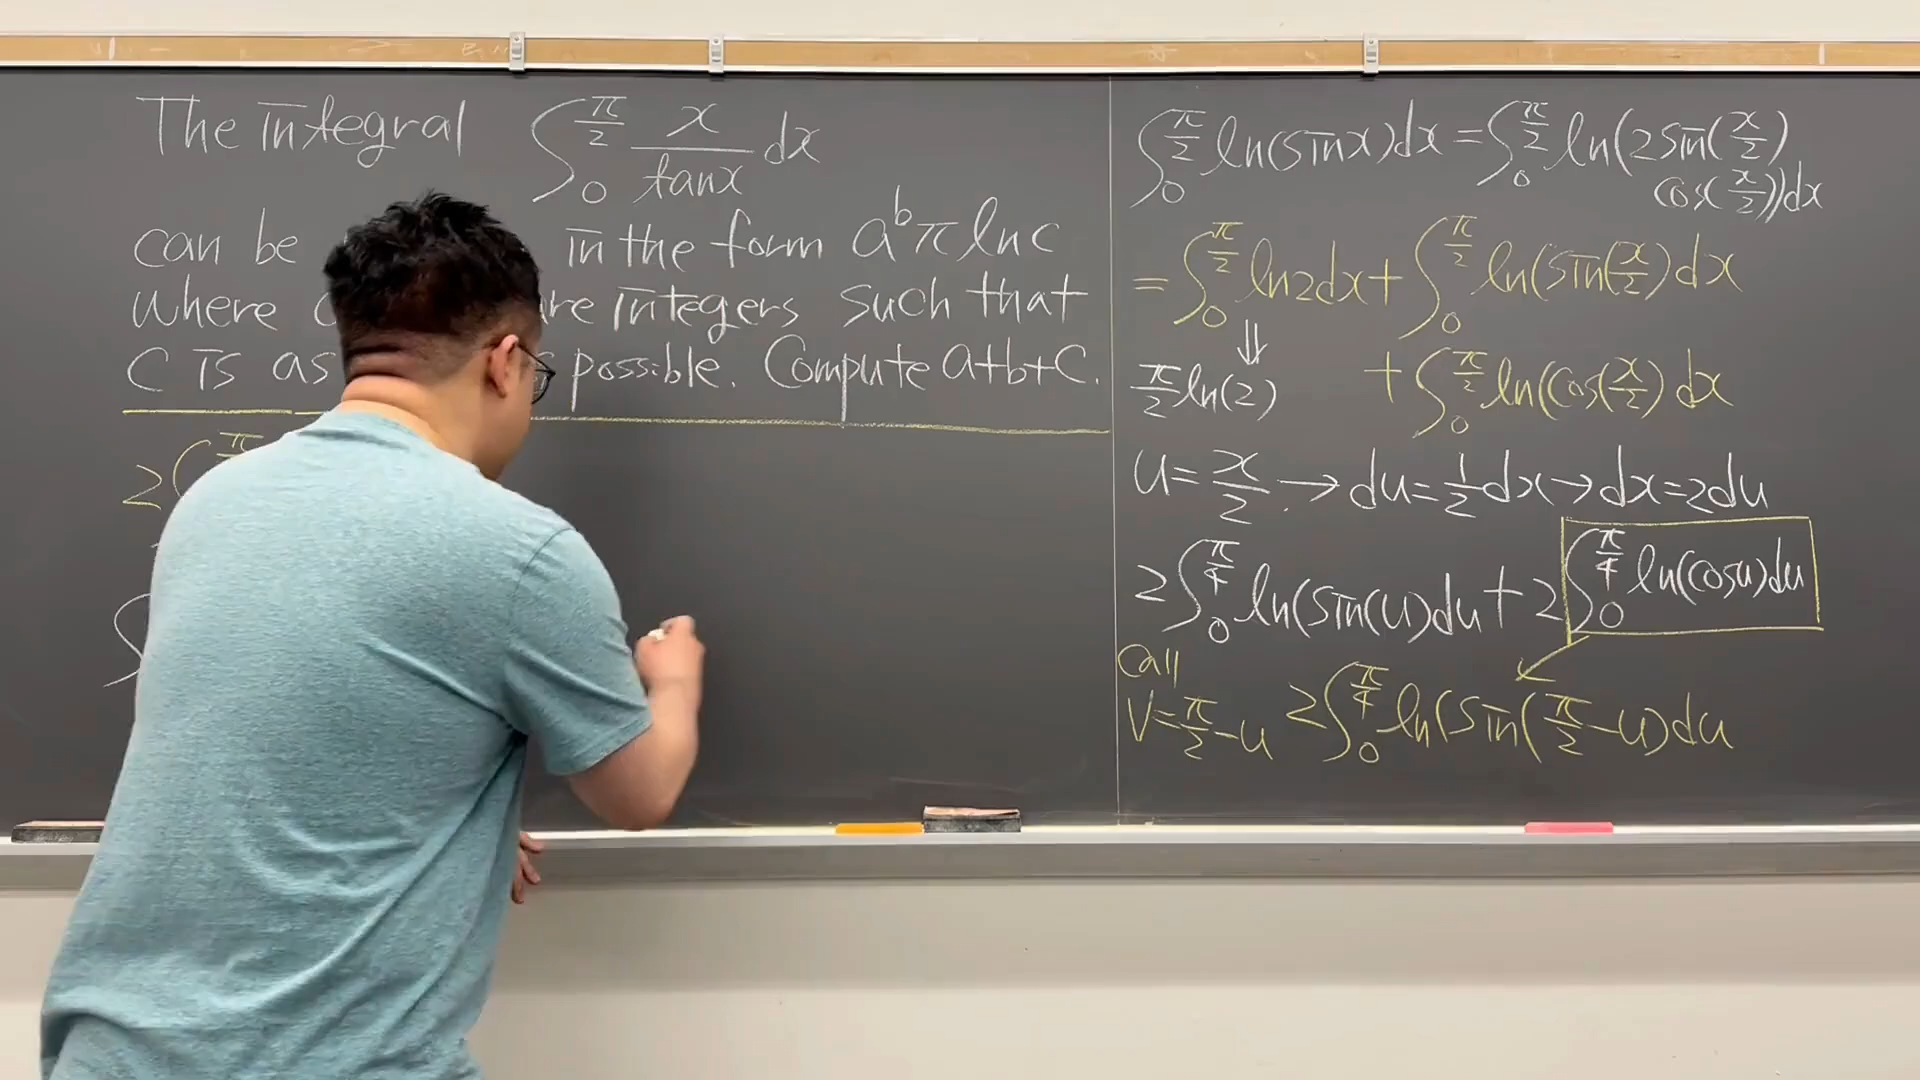 The integral ∫₀^{π/2} x/tanx dx
can be in the form a^b π ln c
where are integers such that
c is as possible. Compute a+b+c.
2∫^{π/2}
∫
∫₀^{π/2} ln(sinx)dx = ∫₀^{π/2} ln(2sin(x/2)
cos(x/2))dx
= ∫₀^{π/2} ln2dx + ∫₀^{π/2} ln(sin(x/2)dx
⇓
π/2 ln(2) + ∫₀^{π/2} ln(cos(x/2) dx
u = x/2 → du = 1/2 dx → dx = 2du
2∫₀^{π/4} ln(sin(u)du + 2∫₀^{π/4} ln(cosu)du
Call
V = π/2 - u 2∫₀^{π/4} ln(sin(π/2 - u)du